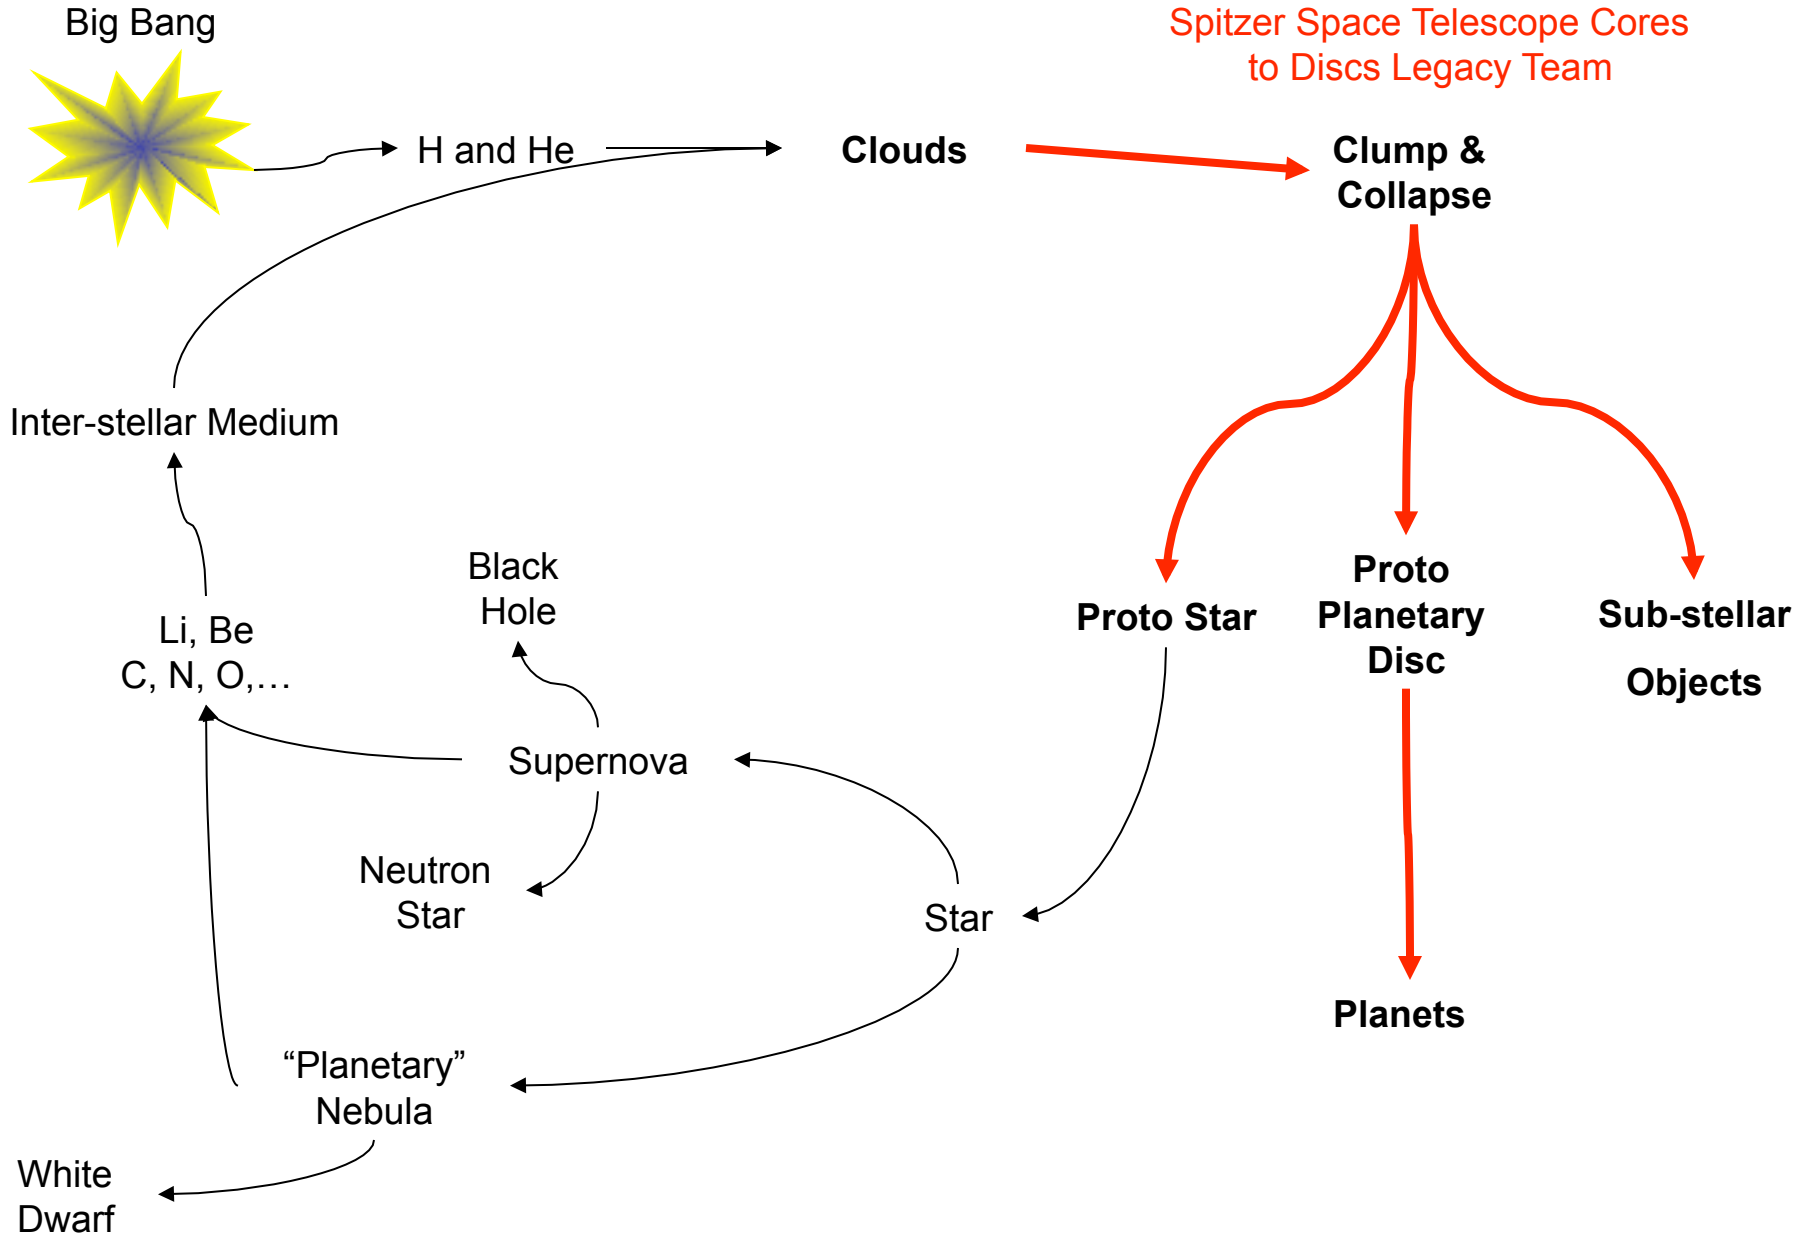 Big Bang
Spitzer Space Telescope Cores
to Discs Legacy Team
H and He
Clouds
Clump &
Collapse
Inter-stellar Medium
Black
Hole
Li, Be
C, N, O,…
Proto Star
Proto
Planetary
Disc
Sub-stellar
Objects
Supernova
Neutron
Star
Star
Planets
“Planetary”
Nebula
White
Dwarf